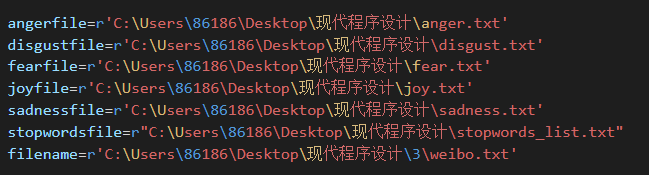 angerfile=r'C:\Users\86186\Desktop\现代程序设计\anger.txt'
disgustfile=r'C:\Users\86186\Desktop\现代程序设计\disgust.txt'
fearfile=r'C:\Users\86186\Desktop\现代程序设计\fear.txt'
joyfile=r'C:\Users\86186\Desktop\现代程序设计\joy.txt'
sadnessfile=r'C:\Users\86186\Desktop\现代程序设计\sadness.txt'
stopwordsfile=r"C:\Users\86186\Desktop\现代程序设计\stopwords_list.txt"
filename=r'C:\Users\86186\Desktop\现代程序设计\3\weibo.txt'